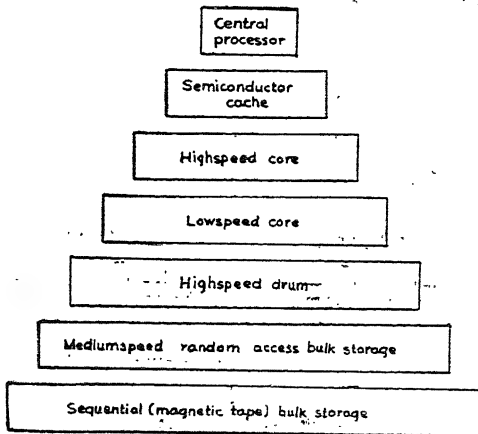 Central
processor
Semiconductor
cache
Highspeed core
Lowspeed core
Highspeed drum
Mediumspeed random access bulk storage
Sequential (magnetic tape) bulk storage